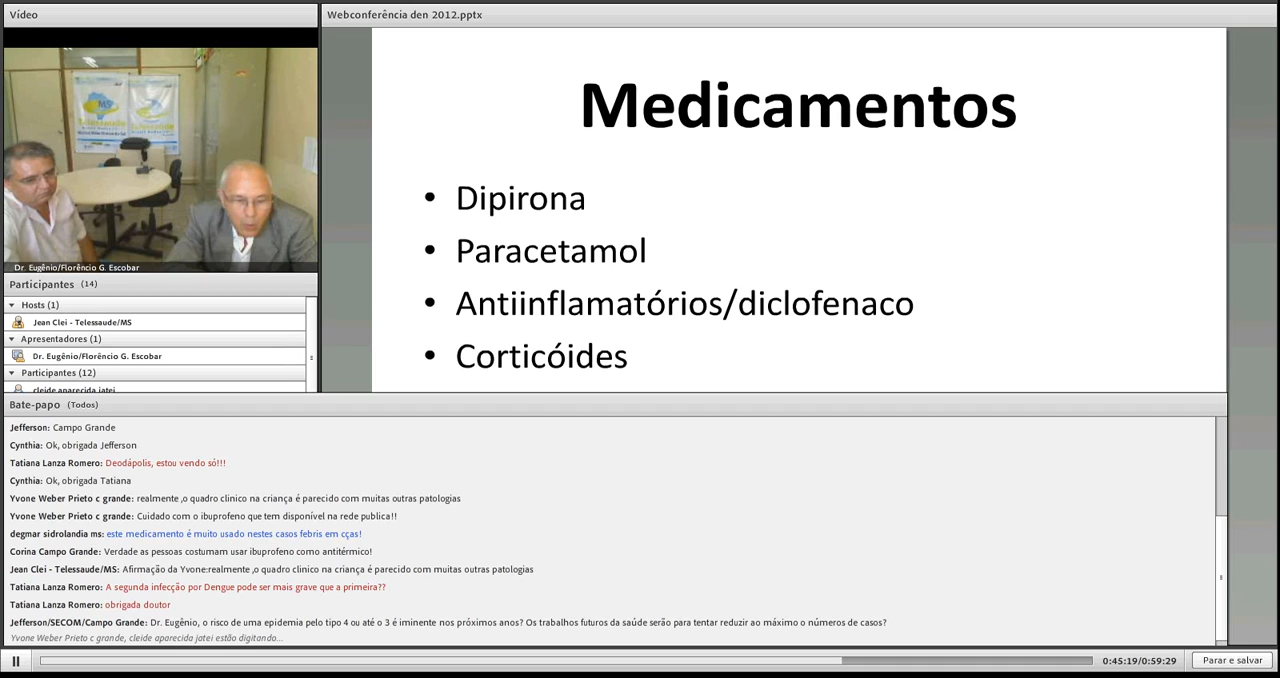 Vídeo
Webconferência den 2012.pptx
MS
Dr. Eugênio/Florêncio G. Escobar
Participantes (14)
Hosts (1)
Jean Clei - Telessaude/MS
Apresentadores (1)
Dr. Eugênio/Florêncio G. Escobar
Participantes (12)
cleide aparecida jatei
Medicamentos
• Dipirona
• Paracetamol
• Antiinflamatórios/diclofenaco
• Corticóides
Bate-papo (Todos)
Jefferson: Campo Grande
Cynthia: Ok, obrigada Jefferson
Tatiana Lanza Romero: Deodápolis, estou vendo só!!!
Cynthia: Ok, obrigada Tatiana
Yvone Weber Prieto c grande: realmente ,o quadro clinico na criança é parecido com muitas outras patologias
Yvone Weber Prieto c grande: Cuidado com o ibuprofeno que tem disponível na rede publica!!
degmar sidrolandia ms: este medicamento é muito usado nestes casos febris em cças!
Corina Campo Grande: Verdade as pessoas costumam usar ibuprofeno como antitérmico!
Jean Clei - Telessaude/MS: Afirmação da Yvone:realmente ,o quadro clinico na criança é parecido com muitas outras patologias
Tatiana Lanza Romero: A segunda infecção por Dengue pode ser mais grave que a primeira??
Tatiana Lanza Romero: obrigada doutor
Jefferson/SECOM/Campo Grande: Dr. Eugênio, o risco de uma epidemia pelo tipo 4 ou até o 3 é iminente nos próximos anos? Os trabalhos futuros da saúde serão para tentar reduzir ao máximo o números de casos?
Yvone Weber Prieto c grande, cleide aparecida jatei estão digitando...
0:45:19/0:59:29
Parar e salvar